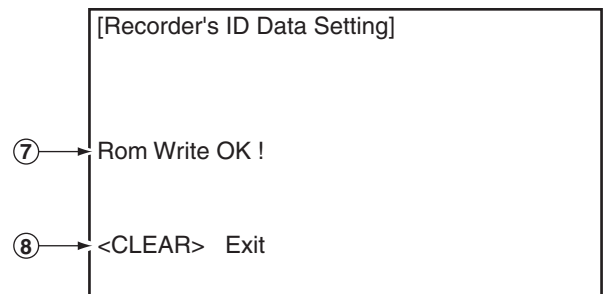 [Recorder's ID Data Setting]
7 Rom Write OK !
8 <CLEAR> Exit